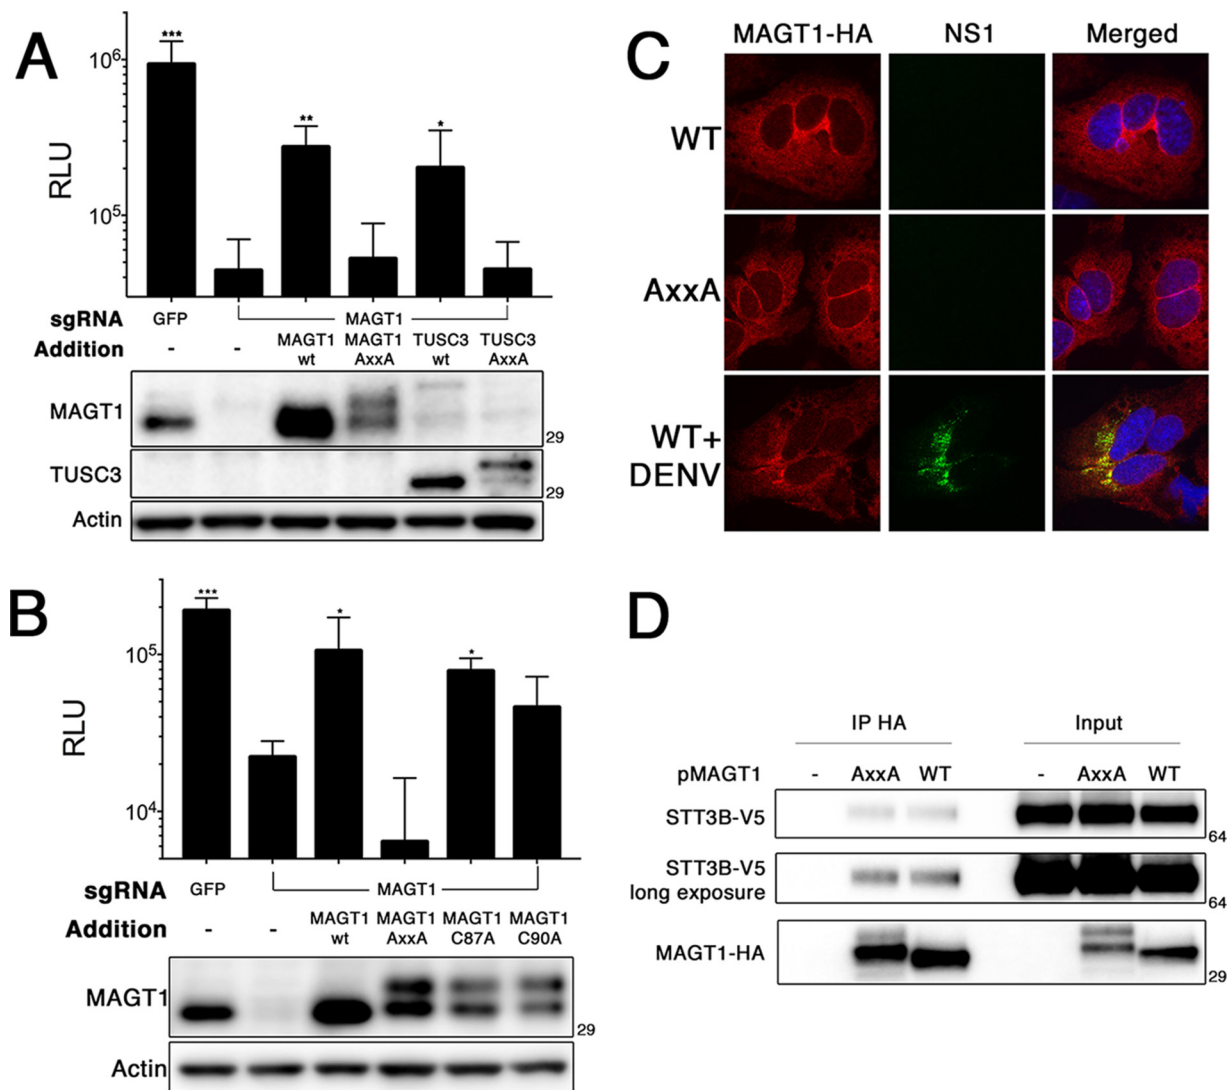 A
***
**
*
10⁶
10⁵
RLU
sgRNA
GFP
MAGT1
Addition
-
-
MAGT1 wt
MAGT1 AxxA
TUSC3 wt
TUSC3 AxxA
MAGT1
29
TUSC3
29
Actin
B
***
*
*
10⁵
10⁴
RLU
sgRNA
GFP
MAGT1
Addition
-
-
MAGT1 wt
MAGT1 AxxA
MAGT1 C87A
MAGT1 C90A
MAGT1
29
Actin
C
MAGT1-HA NS1 Merged
WT
AxxA
WT+
DENV
D
IP HA Input
pMAGT1 - AxxA WT - AxxA WT
STT3B-V5
64
STT3B-V5
long exposure
64
MAGT1-HA
29